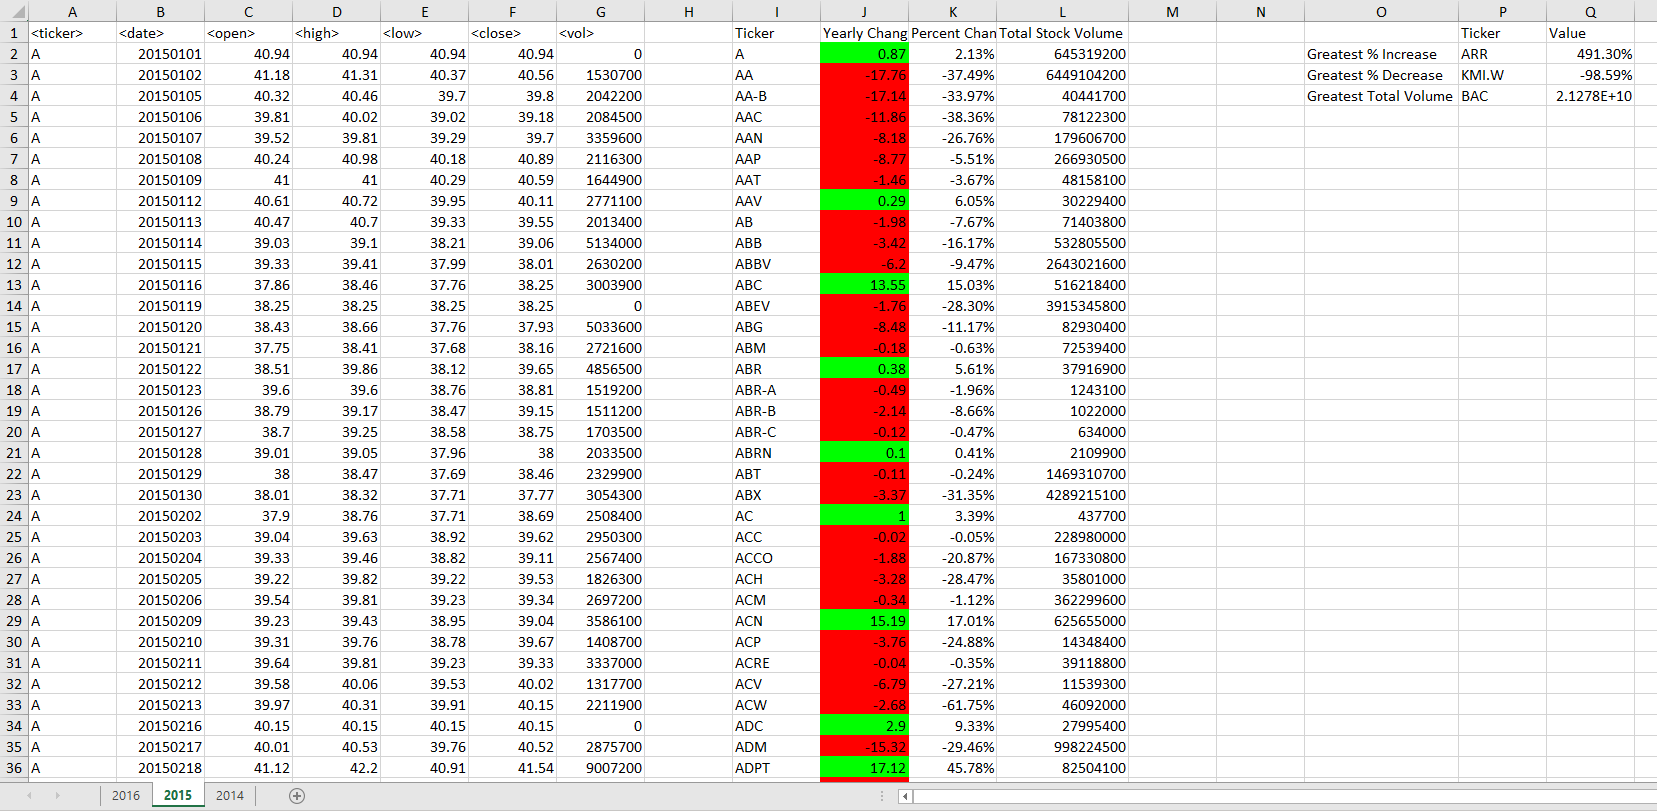 A B C D E F G H I J K L M N O P Q
1 <ticker> <date> <open> <high> <low> <close> <vol> Ticker Yearly Chang Percent Chan Total Stock Volume Ticker Value
2 A 20150101 40.94 40.94 40.94 40.94 0 A 0.87 2.13% 645319200 Greatest % Increase ARR 491.30%
3 A 20150102 41.18 41.31 40.37 40.56 1530700 AA -17.76 -37.49% 6449104200 Greatest % Decrease KMI.W -98.59%
4 A 20150105 40.32 40.46 39.7 39.8 2042200 AA-B -17.14 -33.97% 40441700 Greatest Total Volume BAC 2.1278E+10
5 A 20150106 39.81 40.02 39.02 39.18 2084500 AAC -11.86 -38.36% 78122300
6 A 20150107 39.52 39.81 39.29 39.7 3359600 AAN -8.18 -26.76% 179606700
7 A 20150108 40.24 40.98 40.18 40.89 2116300 AAP -8.77 -5.51% 266930500
8 A 20150109 41 41 40.29 40.59 1644900 AAT -1.46 -3.67% 48158100
9 A 20150112 40.61 40.72 39.95 40.11 2771100 AAV 0.29 6.05% 30229400
10 A 20150113 40.47 40.7 39.33 39.55 2013400 AB -1.98 -7.67% 71403800
11 A 20150114 39.03 39.1 38.21 39.06 5134000 ABB -3.42 -16.17% 532805500
12 A 20150115 39.33 39.41 37.99 38.01 2630200 ABBV -6.2 -9.47% 2643021600
13 A 20150116 37.86 38.46 37.76 38.25 3003900 ABC 13.55 15.03% 516218400
14 A 20150119 38.25 38.25 38.25 38.25 0 ABEV -1.76 -28.30% 3915345800
15 A 20150120 38.43 38.66 37.76 37.93 5033600 ABG -8.48 -11.17% 82930400
16 A 20150121 37.75 38.41 37.68 38.16 2721600 ABM -0.18 -0.63% 72539400
17 A 20150122 38.51 39.86 38.12 39.65 4856500 ABR 0.38 5.61% 37916900
18 A 20150123 39.6 39.6 38.76 38.81 1519200 ABR-A -0.49 -1.96% 1243100
19 A 20150126 38.79 39.17 38.47 39.15 1511200 ABR-B -2.14 -8.66% 1022000
20 A 20150127 38.7 39.25 38.58 38.75 1703500 ABR-C -0.12 -0.47% 634000
21 A 20150128 39.01 39.05 37.96 38 2033500 ABRN 0.1 0.41% 2109900
22 A 20150129 38 38.47 37.69 38.46 2329900 ABT -0.11 -0.24% 1469310700
23 A 20150130 38.01 38.32 37.71 37.77 3054300 ABX -3.37 -31.35% 4289215100
24 A 20150202 37.9 38.76 37.71 38.69 2508400 AC 1 3.39% 437700
25 A 20150203 39.04 39.63 38.92 39.62 2950300 ACC -0.02 -0.05% 228980000
26 A 20150204 39.33 39.46 38.82 39.11 2567400 ACCO -1.88 -20.87% 167330800
27 A 20150205 39.22 39.82 39.22 39.53 1826300 ACH -3.28 -28.47% 35801000
28 A 20150206 39.54 39.81 39.23 39.34 2697200 ACM -0.34 -1.12% 362299600
29 A 20150209 39.23 39.43 38.95 39.04 3586100 ACN 15.19 17.01% 625655000
30 A 20150210 39.31 39.76 38.78 39.67 1408700 ACP -3.76 -24.88% 14348400
31 A 20150211 39.64 39.81 39.23 39.33 3337000 ACRE -0.04 -0.35% 39118800
32 A 20150212 39.58 40.06 39.53 40.02 1317700 ACV -6.79 -27.21% 11539300
33 A 20150213 39.97 40.31 39.91 40.15 2211900 ACW -2.68 -61.75% 46092000
34 A 20150216 40.15 40.15 40.15 40.15 0 ADC 2.9 9.33% 27995400
35 A 20150217 40.01 40.53 39.76 40.52 2875700 ADM -15.32 -29.46% 998224500
36 A 20150218 41.12 42.2 40.91 41.54 9007200 ADPT 17.12 45.78% 82504100
2016 2015 2014